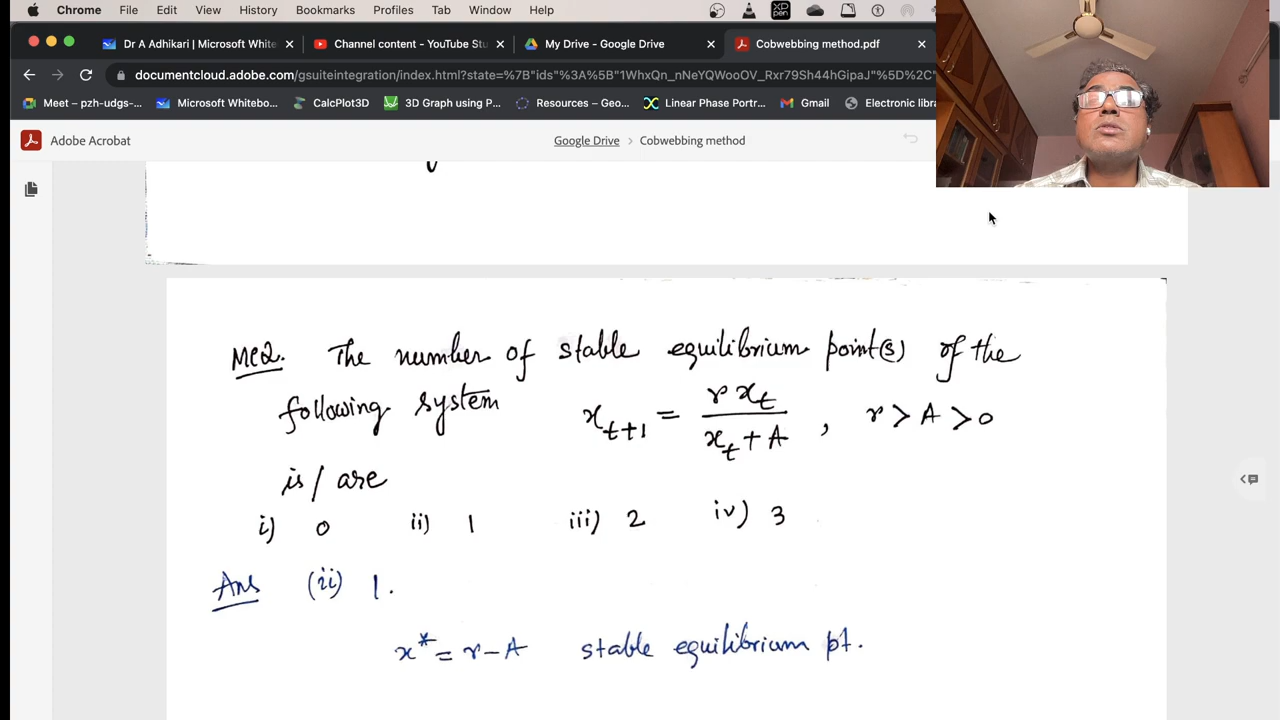 Chrome File Edit View History Bookmarks Profiles Tab Window Help
XP PEN
Dr A Adhikari | Microsoft White
Channel content - YouTube Stu
My Drive - Google Drive
Cobwebbing method.pdf
documentcloud.adobe.com/gsuiteintegration/index.html?state=%7B"ids"%3A%5B"1WhxQn_nNeYQWooOV_Rxr79Sh44hGipaJ"%5D%2C"
Meet – pzh-udgs-...
Microsoft Whitebo...
CalcPlot3D
3D Graph using P...
Resources – Geo...
Linear Phase Portr...
Gmail
Electronic libra
Adobe Acrobat
Google Drive > Cobwebbing method
MCQ. The number of stable equilibrium point(s) of the
following system x_{t+1} = \frac{r x_t}{x_t + A} , r > A > 0
is / are
i) 0 ii) 1 iii) 2 iv) 3
Ans (ii) 1.
x* = r – A stable equilibrium pt.